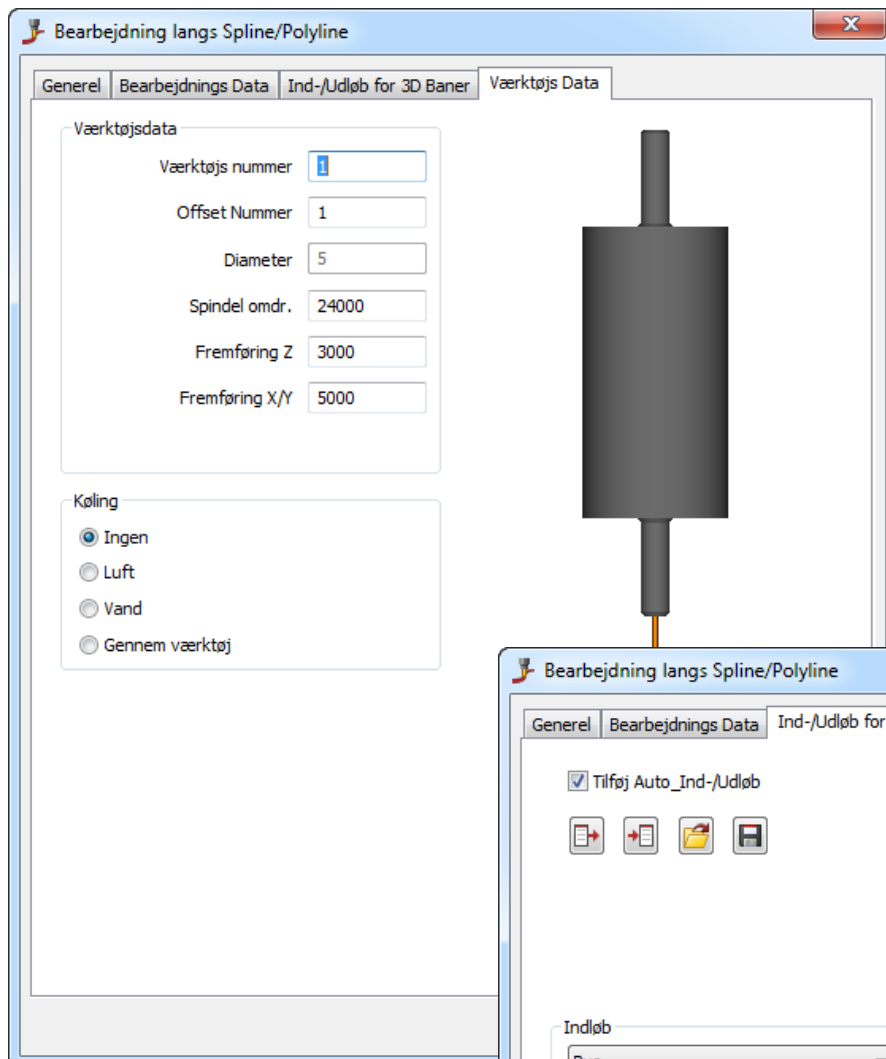 Bearbejdning langs Spline/Polyline
Generel Bearbejdnings Data Ind-/Udløb for 3D Baner Værktøjs Data
Værktøjsdata
Værktøjs nummer 1
Offset Nummer 1
Diameter 5
Spindel omdr. 24000
Fremføring Z 3000
Fremføring X/Y 5000
Køling
Ingen
Luft
Vand
Gennem værktøj
Bearbejdning langs Spline/Polyline
Generel Bearbejdnings Data Ind-/Udløb for
Tilføj Auto_Ind-/Udløb
Indløb